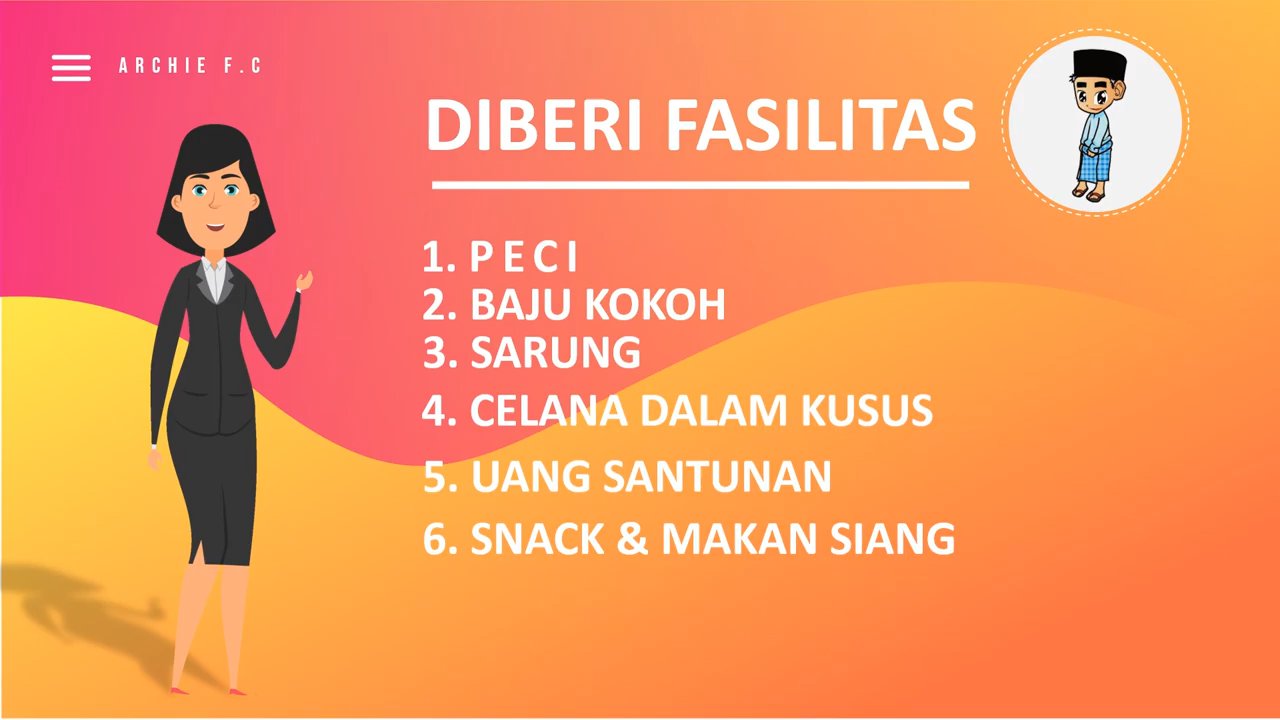 ARCHIE F.C
DIBERI FASILITAS
1. PECI
2. BAJU KOKOH
3. SARUNG
4. CELANA DALAM KUSUS
5. UANG SANTUNAN
6. SNACK & MAKAN SIANG